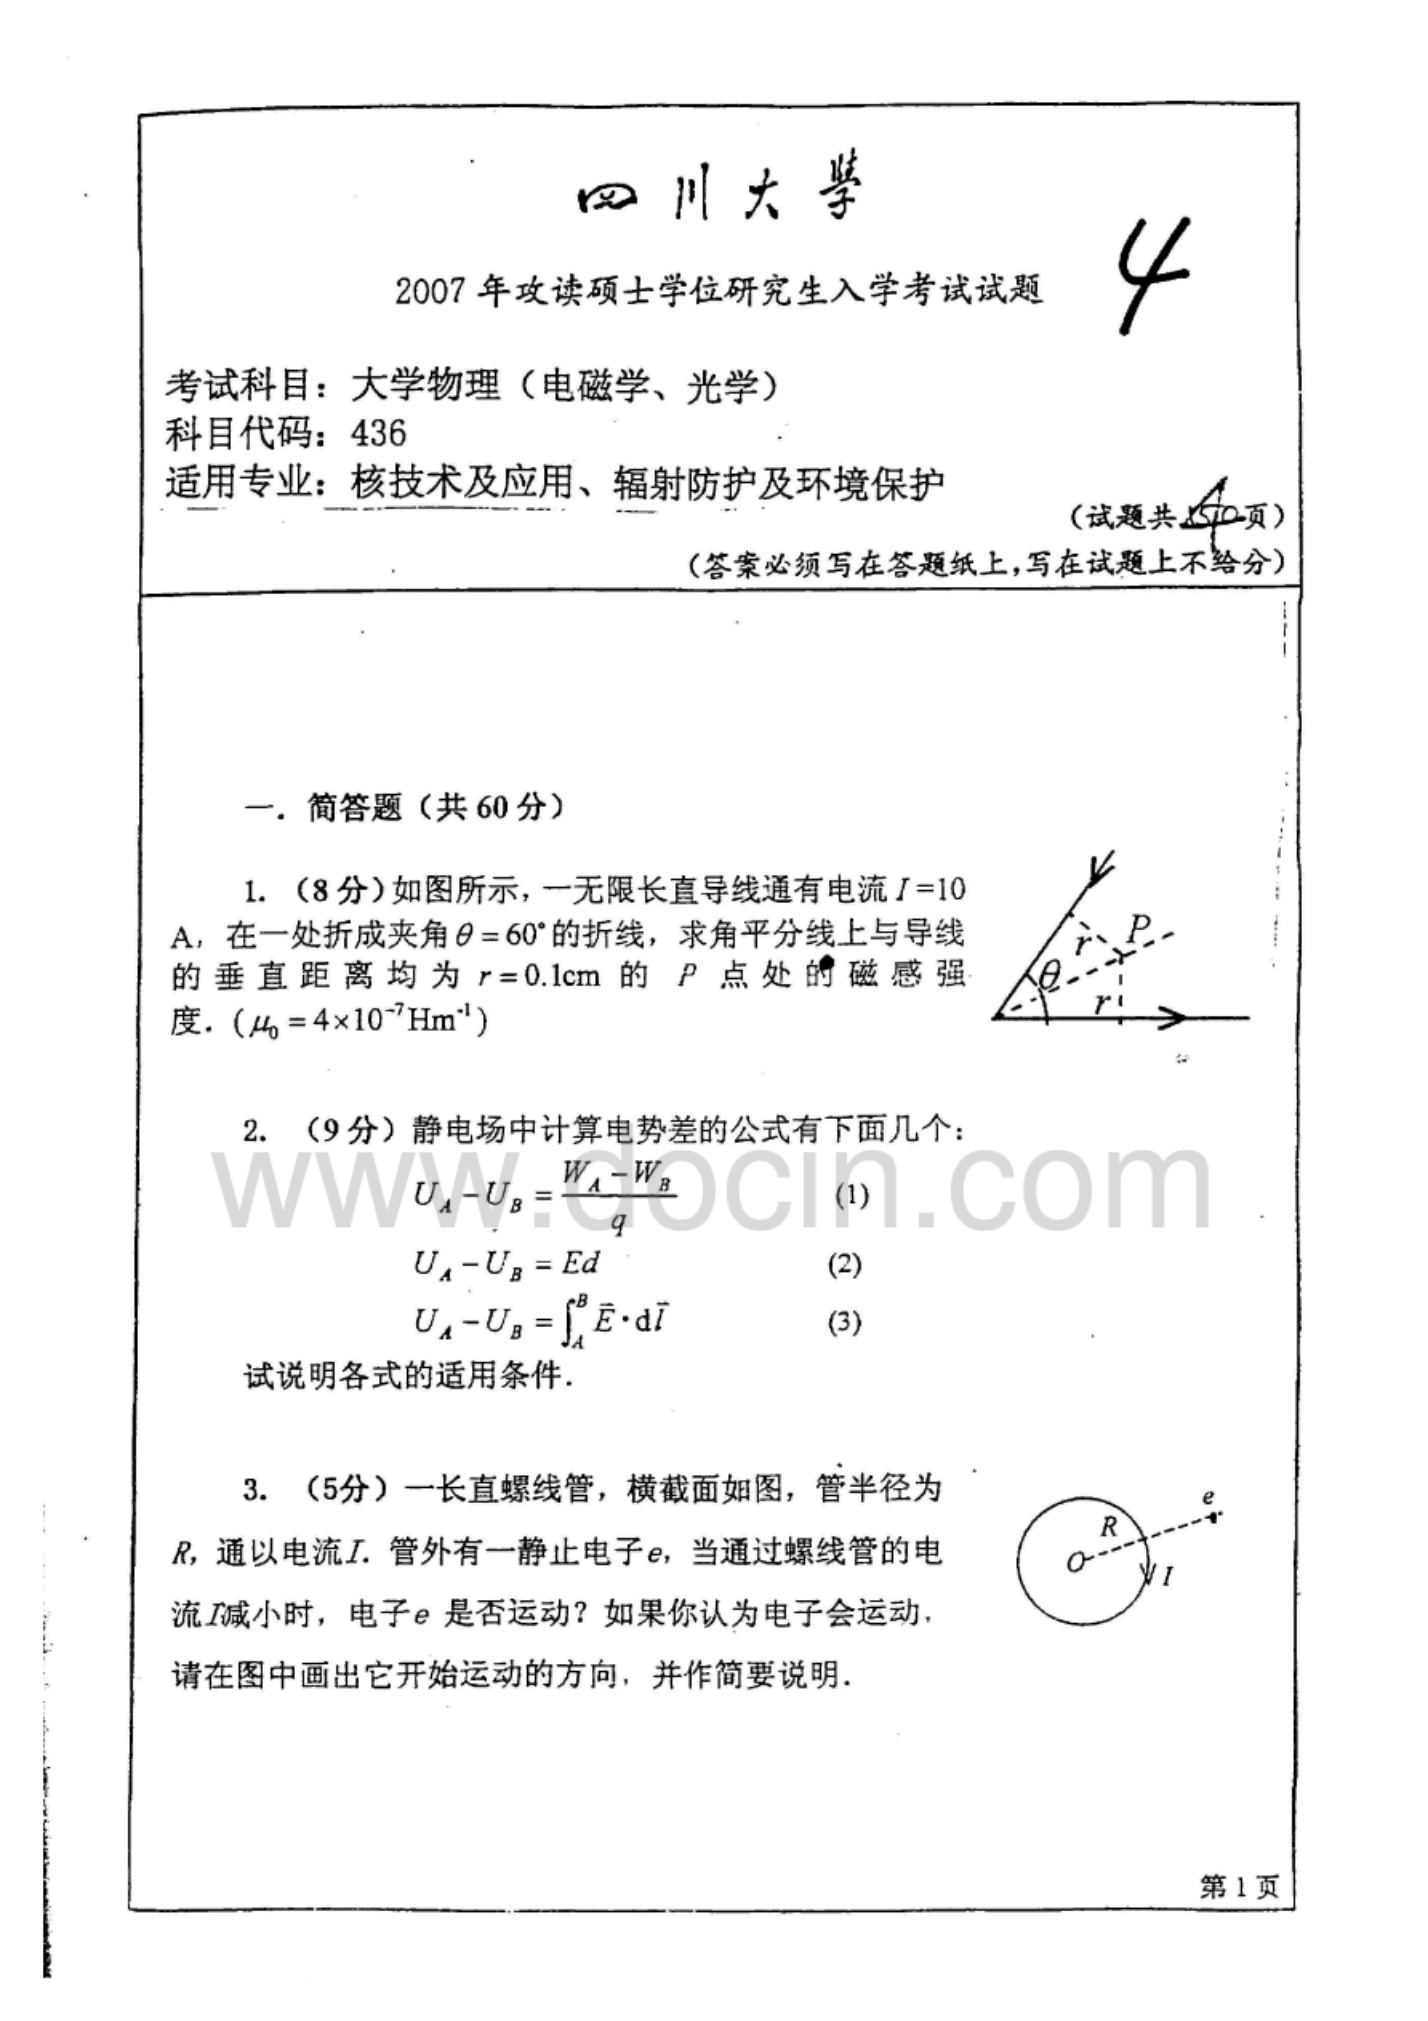 四川大学
4
2007年攻读硕士学位研究生入学考试试题
考试科目：大学物理（电磁学、光学）
科目代码：436
适用专业：核技术及应用、辐射防护及环境保护
（试题共4页）
（答案必须写在答题纸上，写在试题上不给分）
一．简答题（共60分）
1.（8分）如图所示，一无限长直导线通有电流 I =10
A，在一处折成夹角 θ = 60° 的折线，求角平分线上与导线
的垂直距离均为 r = 0.1cm 的 P 点处的磁感强
度．( μ₀ = 4×10⁻⁷ Hm⁻¹ )
P
r
θ
r
2. （9分）静电场中计算电势差的公式有下面几个：
U_A − U_B = (W_A − W_B)/q (1)
U_A − U_B = Ed (2)
U_A − U_B = ∫_A^B E⃗·dl⃗ (3)
试说明各式的适用条件．
3. （5分）一长直螺线管，横截面如图，管半径为
R，通以电流I．管外有一静止电子e，当通过螺线管的电
流I减小时，电子e 是否运动？如果你认为电子会运动，
请在图中画出它开始运动的方向，并作简要说明．
e
R
O
I
第 1 页
www.docin.com